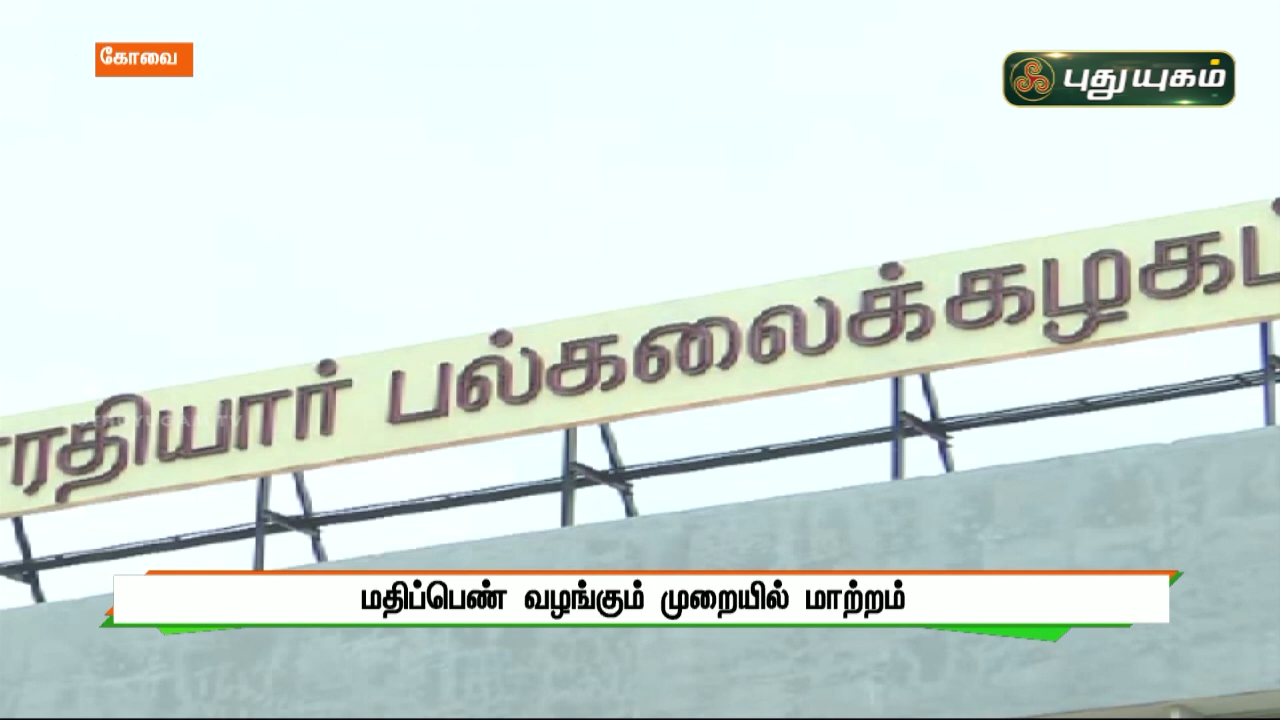 கோவை
புதுயுகம்
ாரதியார் பல்கலைக்கழகம்
மதிப்பெண் வழங்கும் முறையில் மாற்றம்